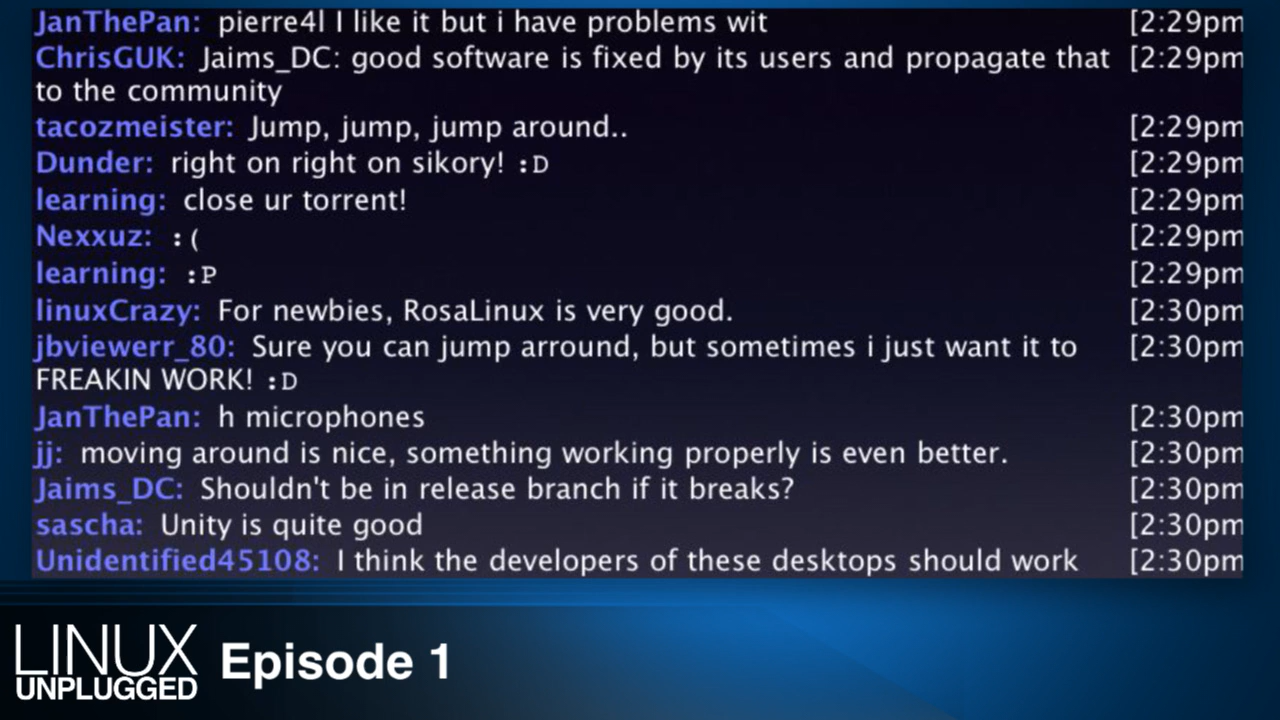 JanThePan: pierre4l I like it but i have problems wit [2:29pm
ChrisGUK: Jaims_DC: good software is fixed by its users and propagate that [2:29pm
to the community
tacozmeister: Jump, jump, jump around.. [2:29pm
Dunder: right on right on sikory! :D [2:29pm
learning: close ur torrent! [2:29pm
Nexxuz: :( [2:29pm
learning: :P [2:29pm
linuxCrazy: For newbies, RosaLinux is very good. [2:30pm
jbviewerr_80: Sure you can jump arround, but sometimes i just want it to [2:30pm
FREAKIN WORK! :D
JanThePan: h microphones [2:30pm
jj: moving around is nice, something working properly is even better. [2:30pm
Jaims_DC: Shouldn't be in release branch if it breaks? [2:30pm
sascha: Unity is quite good [2:30pm
Unidentified45108: I think the developers of these desktops should work [2:30pm
LINUX
UNPLUGGED
Episode 1